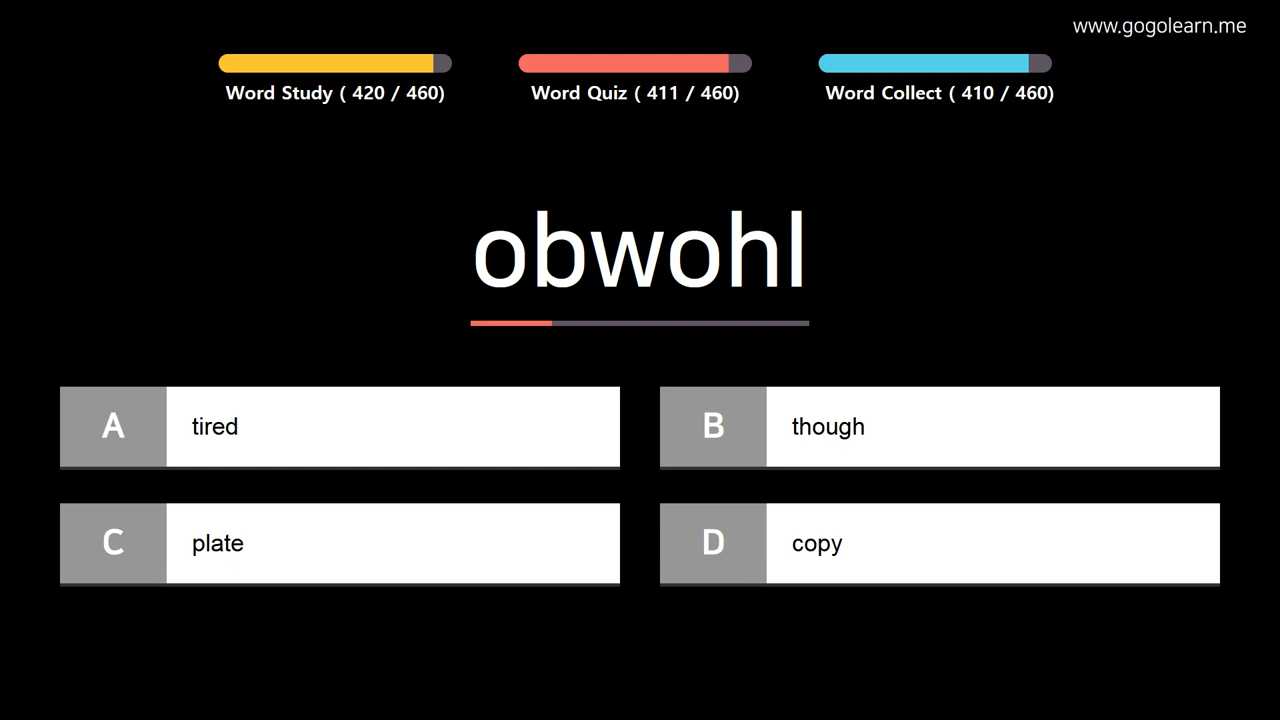 www.gogolearn.me
Word Study ( 420 / 460)
Word Quiz ( 411 / 460)
Word Collect ( 410 / 460)
obwohl
A tired
B though
C plate
D copy